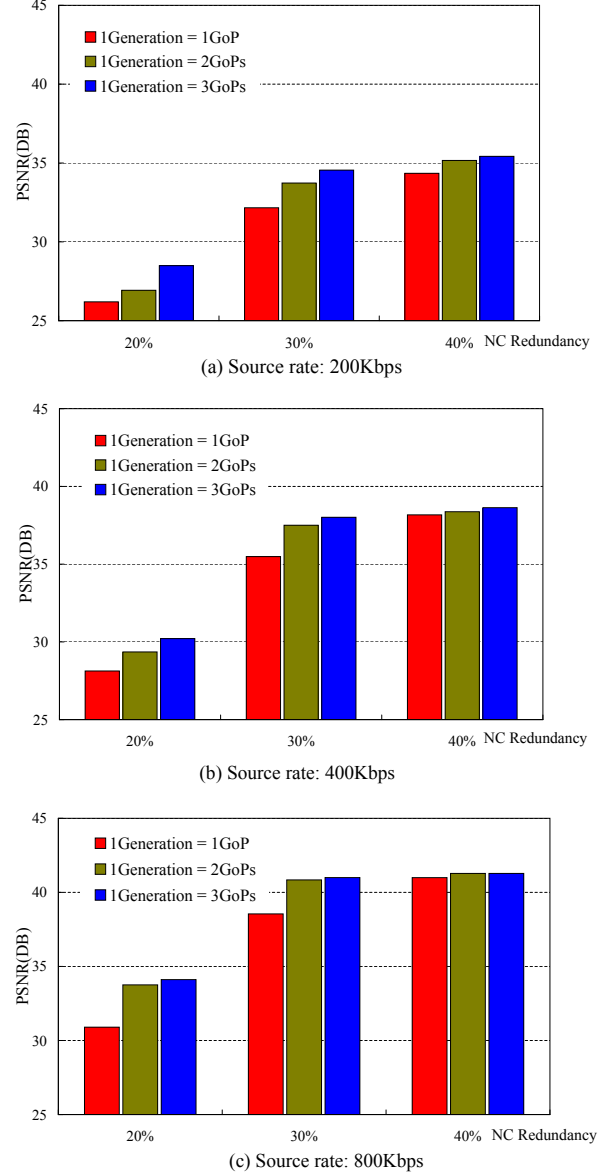 45
1Generation = 1GoP
40
1Generation = 2GoPs
1Generation = 3GoPs
PSNR(DB)
35
30
25
20%
30%
40%
NC Redundancy
(a) Source rate: 200Kbps
45
1Generation = 1GoP
1Generation = 2GoPs
40
1Generation = 3GoPs
PSNR(DB)
35
30
25
20%
30%
40%
NC Redundancy
(b) Source rate: 400Kbps
45
1Generation = 1GoP
1Generation = 2GoPs
40
1Generation = 3GoPs
PSNR(DB)
35
30
25
20%
30%
40%
NC Redundancy
(c) Source rate: 800Kbps